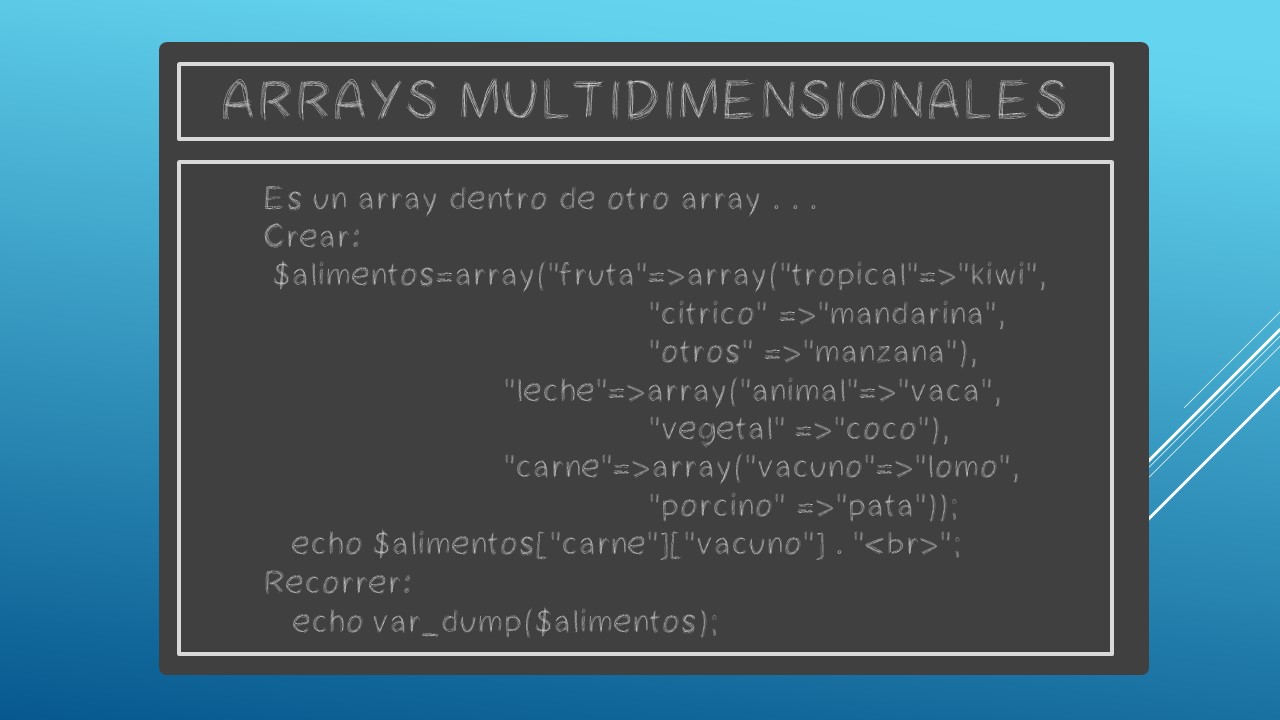 ARRAYS MULTIDIMENSIONALES
Es un array dentro de otro array . . .
Crear:
$alimentos=array("fruta"=>array("tropical"=>"kiwi",
"citrico" =>"mandarina",
"otros" =>"manzana"),
"leche"=>array("animal"=>"vaca",
"vegetal" =>"coco"),
"carne"=>array("vacuno"=>"lomo",
"porcino" =>"pata"));
echo $alimentos["carne"]["vacuno"] . "<br>";
Recorrer:
echo var_dump($alimentos);